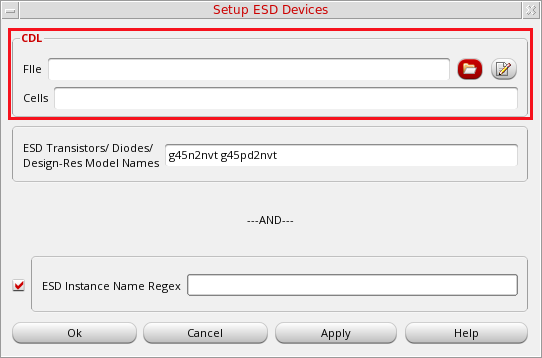 Setup ESD Devices
CDL
FIle
Cells
ESD Transistors/ Diodes/
Design-Res Model Names
g45n2nvt g45pd2nvt
---AND---
ESD Instance Name Regex
Ok Cancel Apply Help